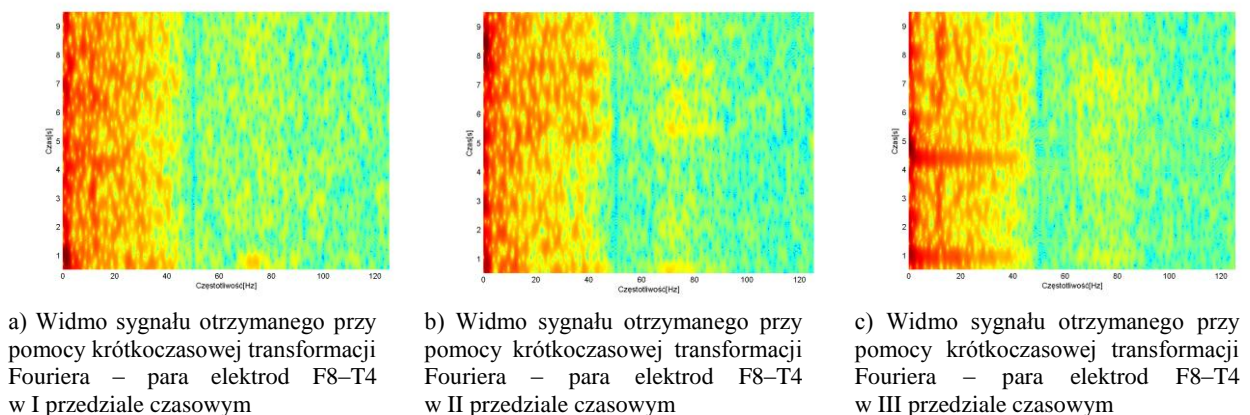 9
8
7
6
5
4
3
2
1
Czas[s]
0 20 40 60 80 100 120
Częstotliwość[Hz]
9
8
7
6
5
4
3
2
1
Czas[s]
0 20 40 60 80 100 120
Częstotliwość[Hz]
9
8
7
6
5
4
3
2
1
Czas[s]
0 20 40 60 80 100 120
Częstotliwość[Hz]
a) Widmo sygnału otrzymanego przy
pomocy krótkoczasowej transformacji
Fouriera – para elektrod F8–T4
w I przedziale czasowym
b) Widmo sygnału otrzymanego przy
pomocy krótkoczasowej transformacji
Fouriera – para elektrod F8–T4
w II przedziale czasowym
c) Widmo sygnału otrzymanego przy
pomocy krótkoczasowej transformacji
Fouriera – para elektrod F8–T4
w III przedziale czasowym